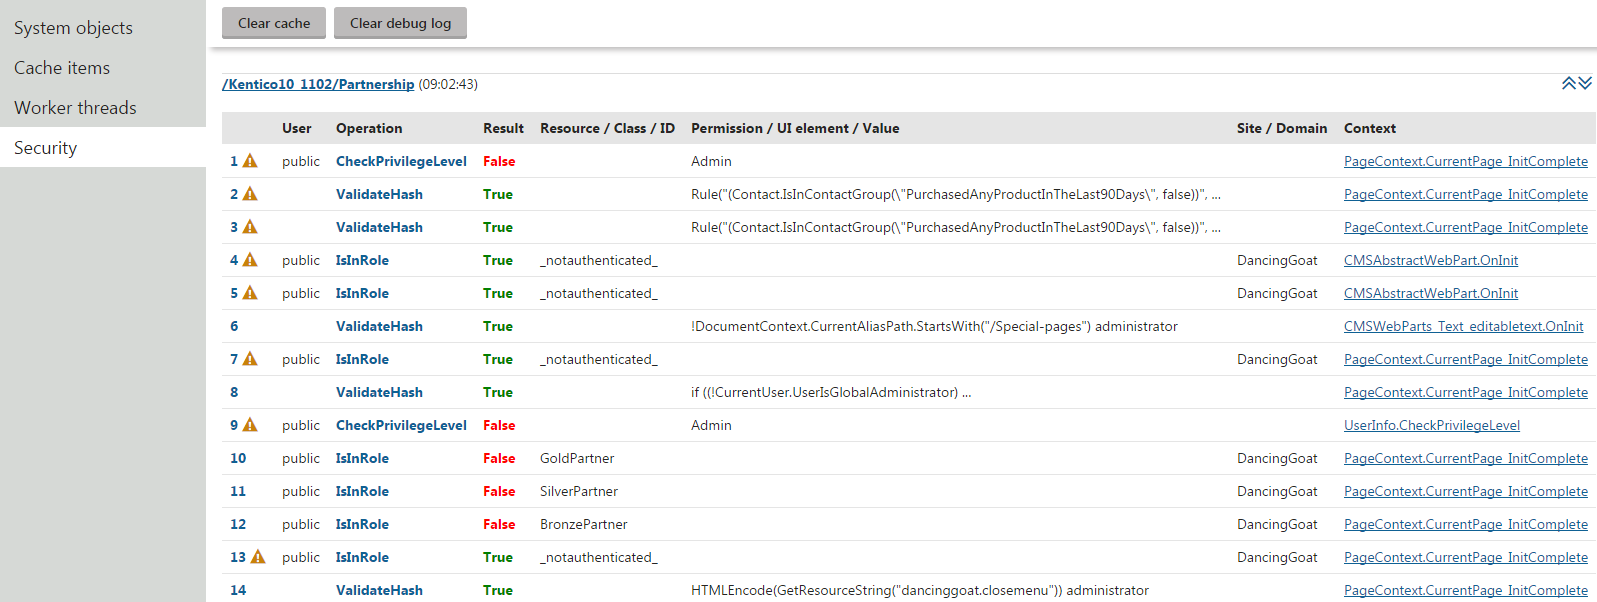 System objects
Cache items
Worker threads
Security
Clear cache Clear debug log
/Kentico10_1102/Partnership (09:02:43)
User Operation Result Resource / Class / ID Permission / UI element / Value Site / Domain Context
1 public CheckPrivilegeLevel False Admin PageContext.CurrentPage_InitComplete
2 ValidateHash True Rule("(Contact.IsInContactGroup(\"PurchasedAnyProductInTheLast90Days\", false))", ... PageContext.CurrentPage_InitComplete
3 ValidateHash True Rule("(Contact.IsInContactGroup(\"PurchasedAnyProductInTheLast90Days\", false))", ... PageContext.CurrentPage_InitComplete
4 public IsInRole True _notauthenticated_ DancingGoat CMSAbstractWebPart.OnInit
5 public IsInRole True _notauthenticated_ DancingGoat CMSAbstractWebPart.OnInit
6 ValidateHash True !DocumentContext.CurrentAliasPath.StartsWith("/Special-pages") administrator CMSWebParts_Text_editabletext.OnInit
7 public IsInRole True _notauthenticated_ DancingGoat PageContext.CurrentPage_InitComplete
8 ValidateHash True if ((!CurrentUser.UserIsGlobalAdministrator) ... PageContext.CurrentPage_InitComplete
9 public CheckPrivilegeLevel False Admin UserInfo.CheckPrivilegeLevel
10 public IsInRole False GoldPartner DancingGoat PageContext.CurrentPage_InitComplete
11 public IsInRole False SilverPartner DancingGoat PageContext.CurrentPage_InitComplete
12 public IsInRole False BronzePartner DancingGoat PageContext.CurrentPage_InitComplete
13 public IsInRole True _notauthenticated_ DancingGoat PageContext.CurrentPage_InitComplete
14 ValidateHash True HTMLEncode(GetResourceString("dancinggoat.closemenu")) administrator PageContext.CurrentPage_InitComplete